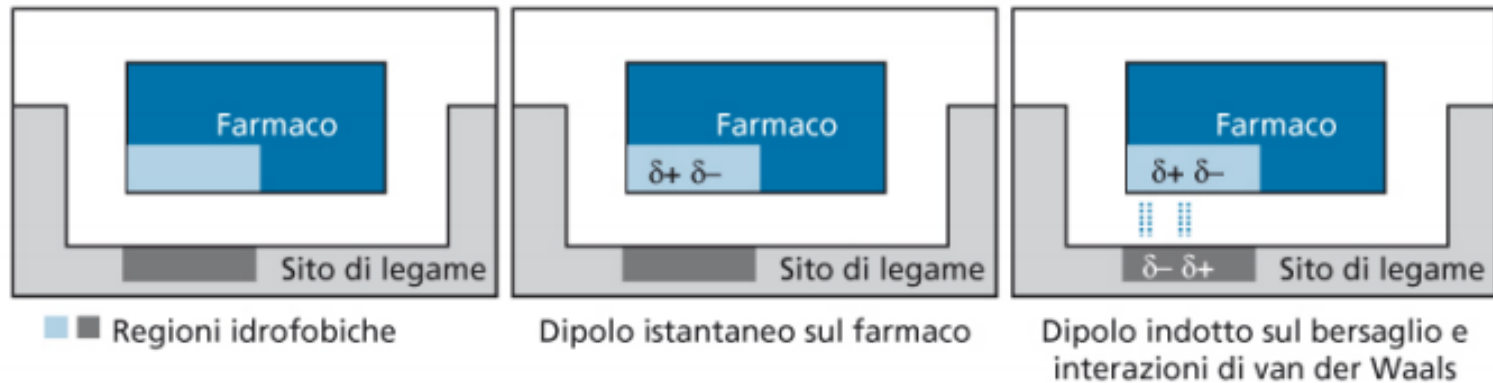 Farmaco
Sito di legame
Regioni idrofobiche
Farmaco
δ+ δ–
Sito di legame
Dipolo istantaneo sul farmaco
Farmaco
δ+ δ–
δ– δ+
Sito di legame
Dipolo indotto sul bersaglio e
interazioni di van der Waals